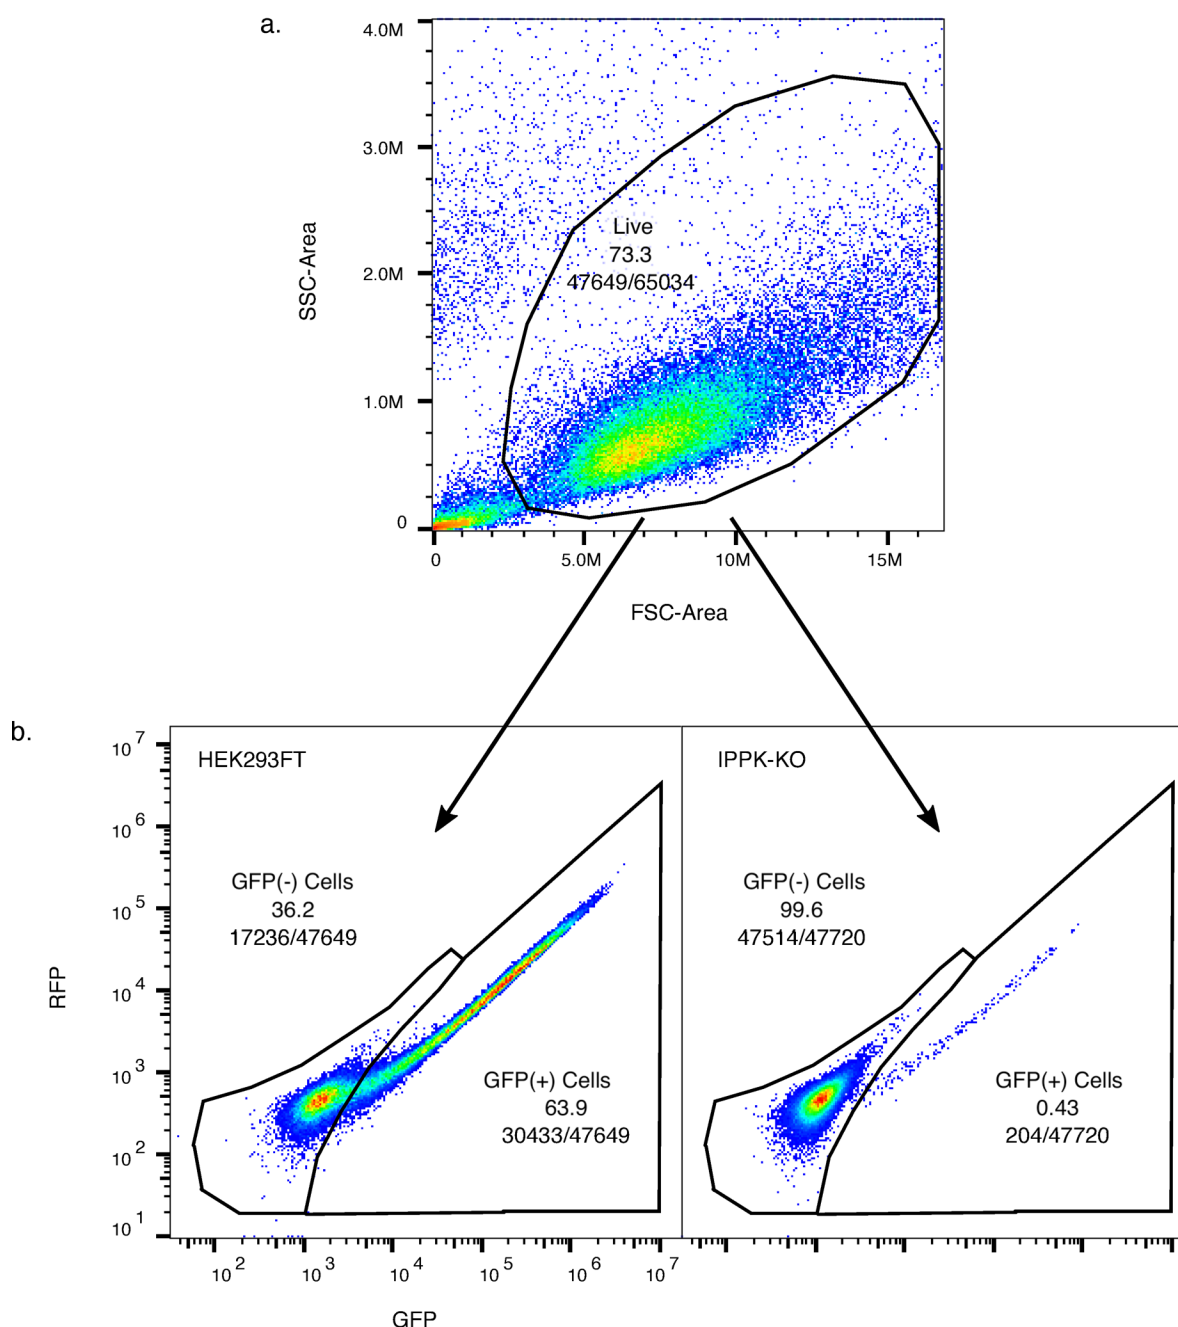 a.
4.0M
3.0M
2.0M
1.0M
0
SSC-Area
Live
73.3
47649/65034
0 5.0M 10M 15M
FSC-Area
b.
10^7
10^6
10^5
10^4
10^3
10^2
10^1
RFP
HEK293FT
GFP(-) Cells
36.2
17236/47649
GFP(+) Cells
63.9
30433/47649
IPPK-KO
GFP(-) Cells
99.6
47514/47720
GFP(+) Cells
0.43
204/47720
10^2 10^3 10^4 10^5 10^6 10^7
GFP